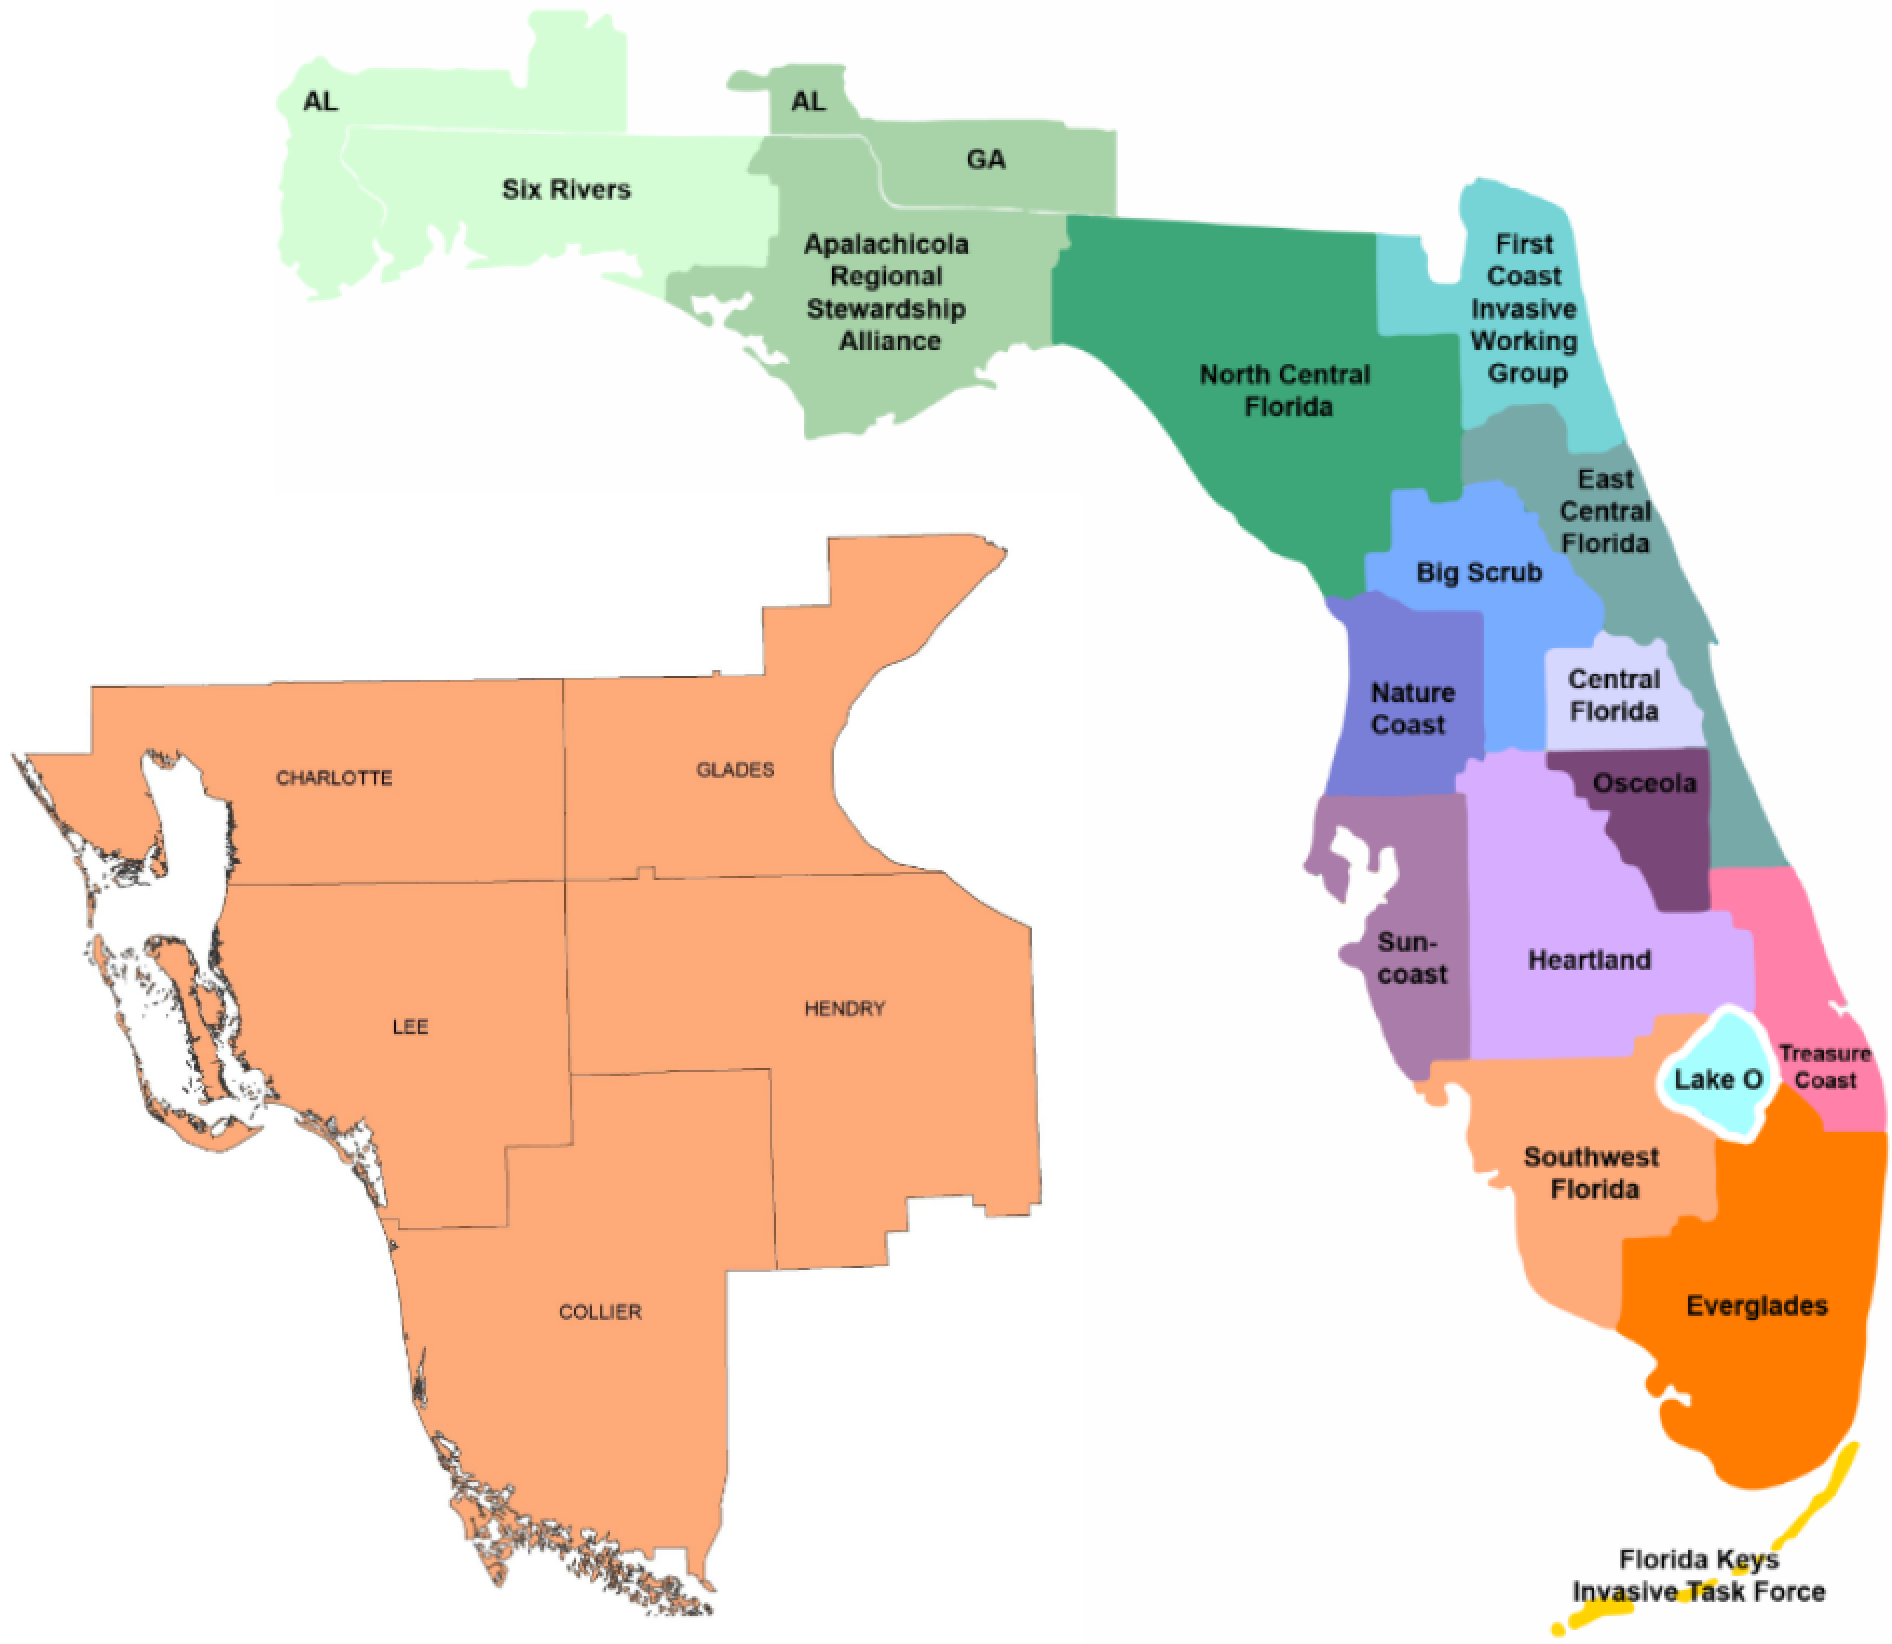 AL
AL
GA
Six Rivers
Apalachicola
Regional
Stewardship
Alliance
First
Coast
Invasive
Working
Group
North Central
Florida
East
Central
Florida
Big Scrub
Nature
Coast
Central
Florida
Osceola
Sun-
coast
Heartland
Treasure
Coast
Lake O
Southwest
Florida
Everglades
Florida Keys
Invasive Task Force
CHARLOTTE
GLADES
LEE
HENDRY
COLLIER